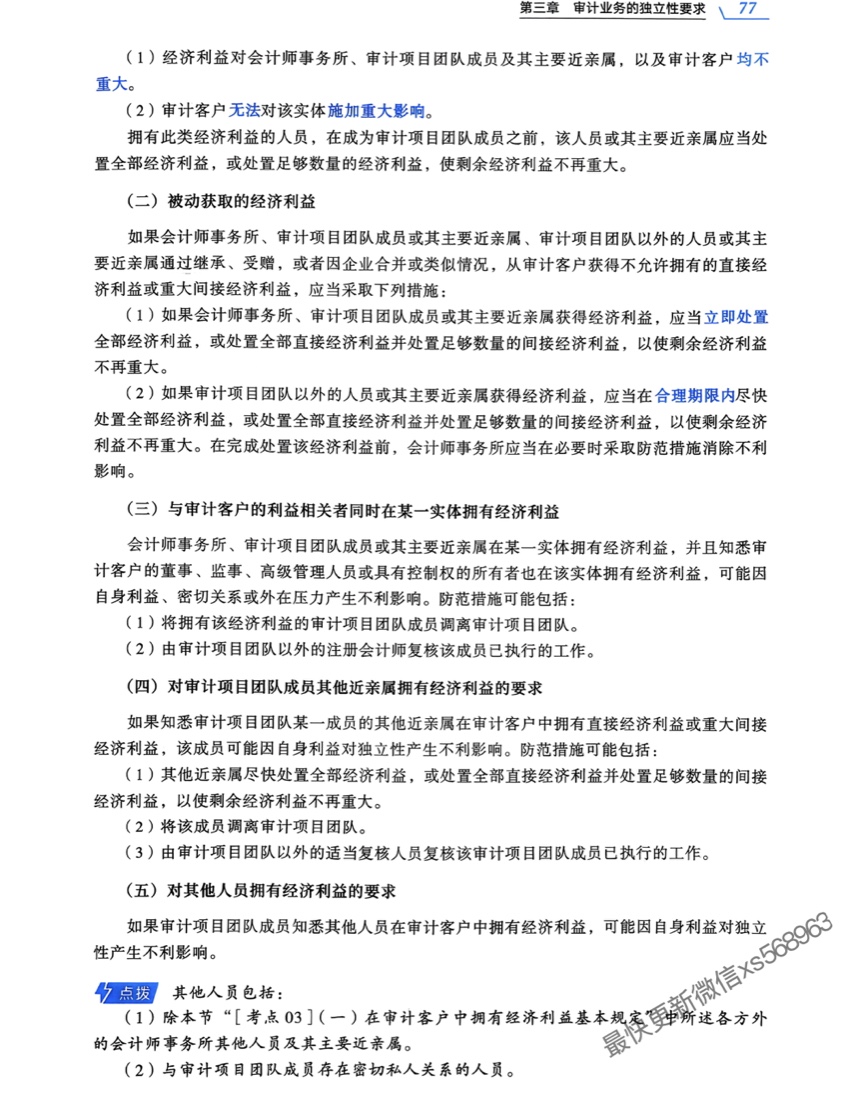 第三章 审计业务的独立性要求 77
(1)经济利益对会计师事务所、审计项目团队成员及其主要近亲属,以及审计客户均不
重大。
(2)审计客户无法对该实体施加重大影响。
拥有此类经济利益的人员,在成为审计项目团队成员之前,该人员或其主要近亲属应当处
置全部经济利益,或处置足够数量的经济利益,使剩余经济利益不再重大。
(二)被动获取的经济利益
如果会计师事务所、审计项目团队成员或其主要近亲属、审计项目团队以外的人员或其主
要近亲属通过继承、受赠,或者因企业合并或类似情况,从审计客户获得不允许拥有的直接经
济利益或重大间接经济利益,应当采取下列措施:
(1)如果会计师事务所、审计项目团队成员或其主要近亲属获得经济利益,应当立即处置
全部经济利益,或处置全部直接经济利益并处置足够数量的间接经济利益,以使剩余经济利益
不再重大。
(2)如果审计项目团队以外的人员或其主要近亲属获得经济利益,应当在合理期限内尽快
处置全部经济利益,或处置全部直接经济利益并处置足够数量的间接经济利益,以使剩余经济
利益不再重大。在完成处置该经济利益前,会计师事务所应当在必要时采取防范措施消除不利
影响。
(三)与审计客户的利益相关者同时在某一实体拥有经济利益
会计师事务所、审计项目团队成员或其主要近亲属在某一实体拥有经济利益,并且知悉审
计客户的董事、监事、高级管理人员或具有控制权的所有者也在该实体拥有经济利益,可能因
自身利益、密切关系或外在压力产生不利影响。防范措施可能包括:
(1)将拥有该经济利益的审计项目团队成员调离审计项目团队。
(2)由审计项目团队以外的注册会计师复核该成员已执行的工作。
(四)对审计项目团队成员其他近亲属拥有经济利益的要求
如果知悉审计项目团队某一成员的其他近亲属在审计客户中拥有直接经济利益或重大间接
经济利益,该成员可能因自身利益对独立性产生不利影响。防范措施可能包括:
(1)其他近亲属尽快处置全部经济利益,或处置全部直接经济利益并处置足够数量的间接
经济利益,以使剩余经济利益不再重大。
(2)将该成员调离审计项目团队。
(3)由审计项目团队以外的适当复核人员复核该审计项目团队成员已执行的工作。
(五)对其他人员拥有经济利益的要求
如果审计项目团队成员知悉其他人员在审计客户中拥有经济利益,可能因自身利益对独立
性产生不利影响。
点拨 其他人员包括:
(1)除本节“[考点03](一)在审计客户中拥有经济利益基本规定”中所述各方外
的会计师事务所其他人员及其主要近亲属。
(2)与审计项目团队成员存在密切私人关系的人员。
最快更新微信xs568963